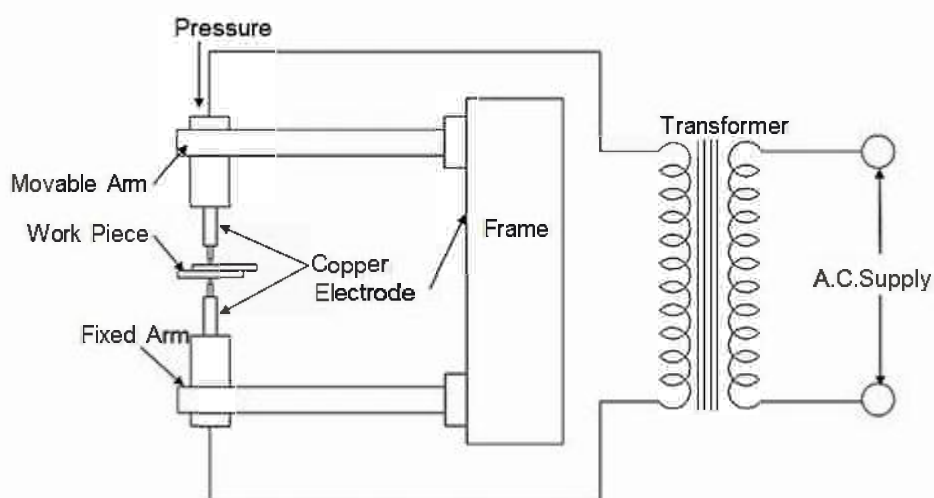 Pressure
Transformer
Movable Arm
Work Piece
Copper
Electrode
Frame
A.C.Supply
Fixed Arm